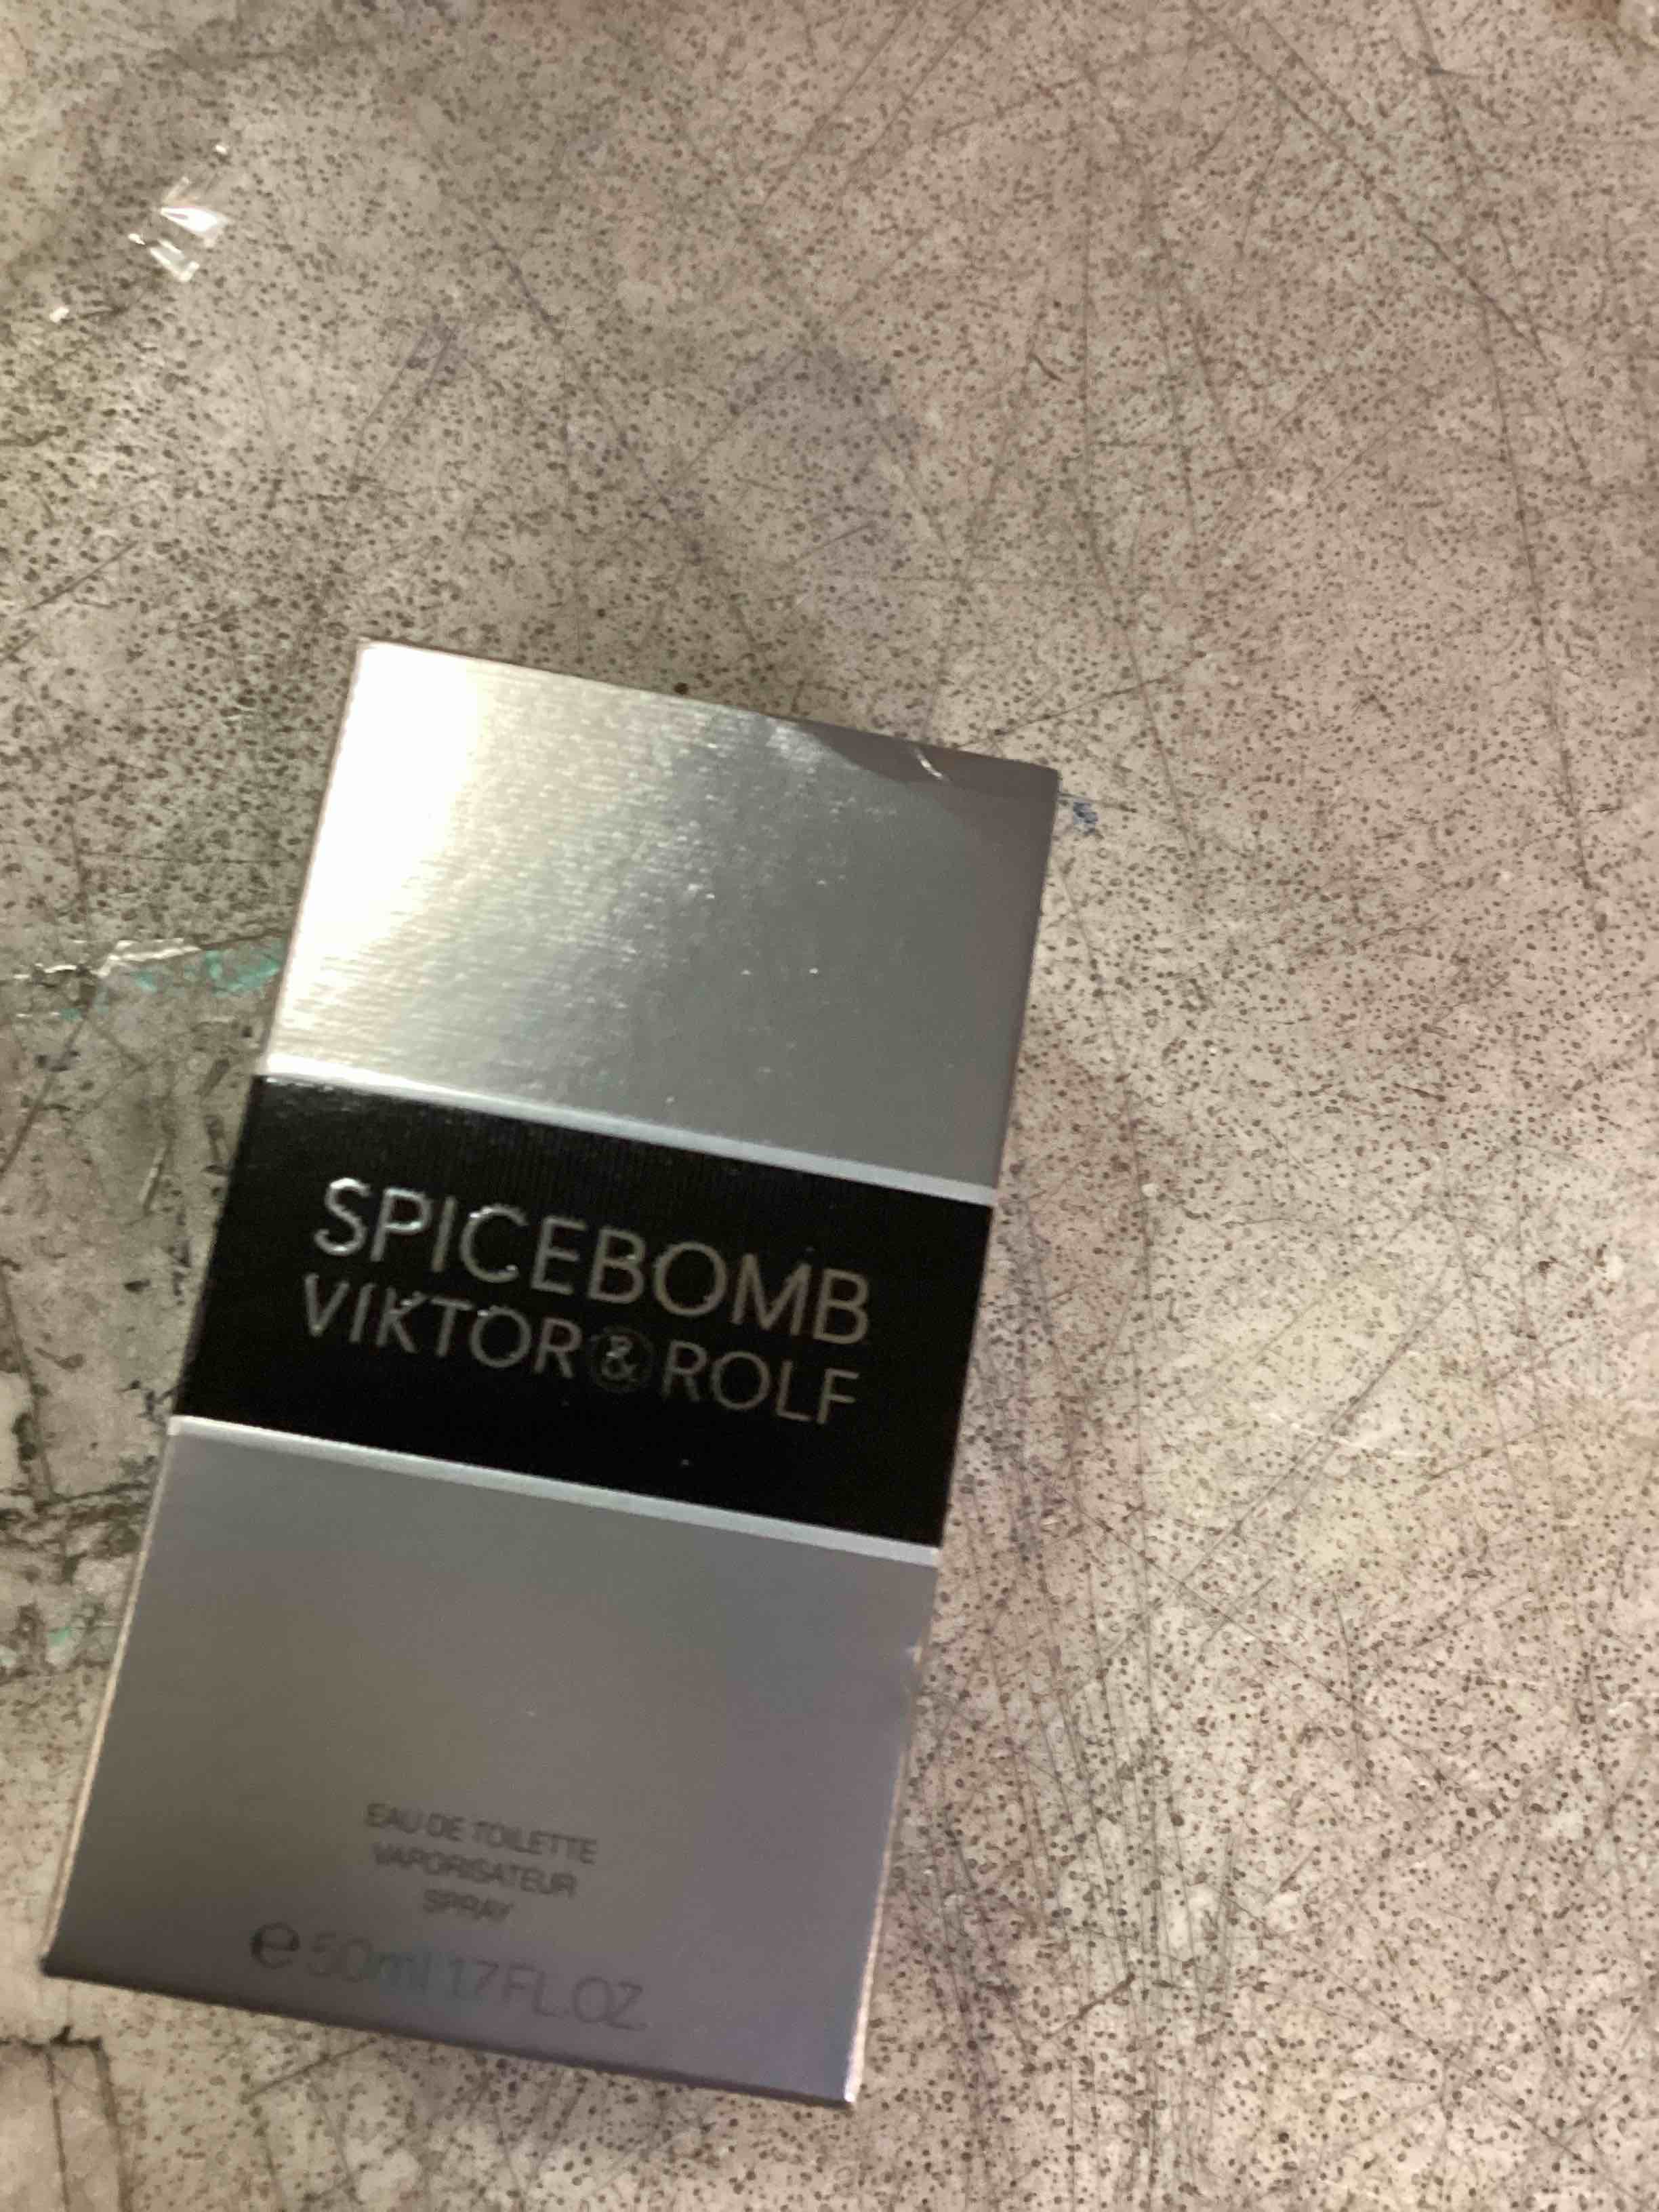 SPICEBOMB
VIKTOR & ROLF
EAU DE TOILETTE
VAPORISATEUR
SPRAY
℮ 50ml 1.7 FL.OZ.